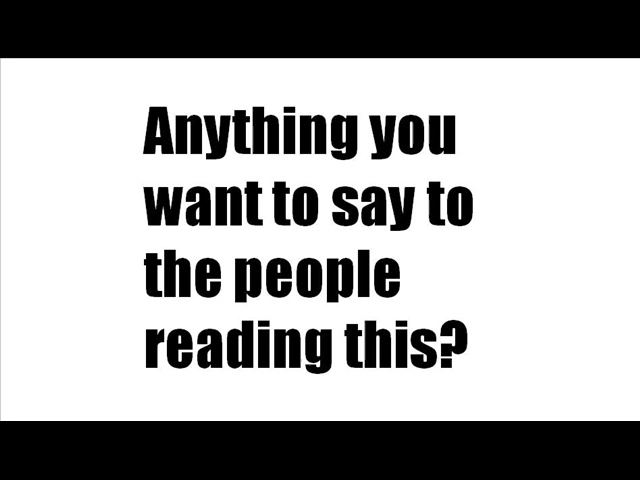 Anything you
want to say to
the people
reading this?